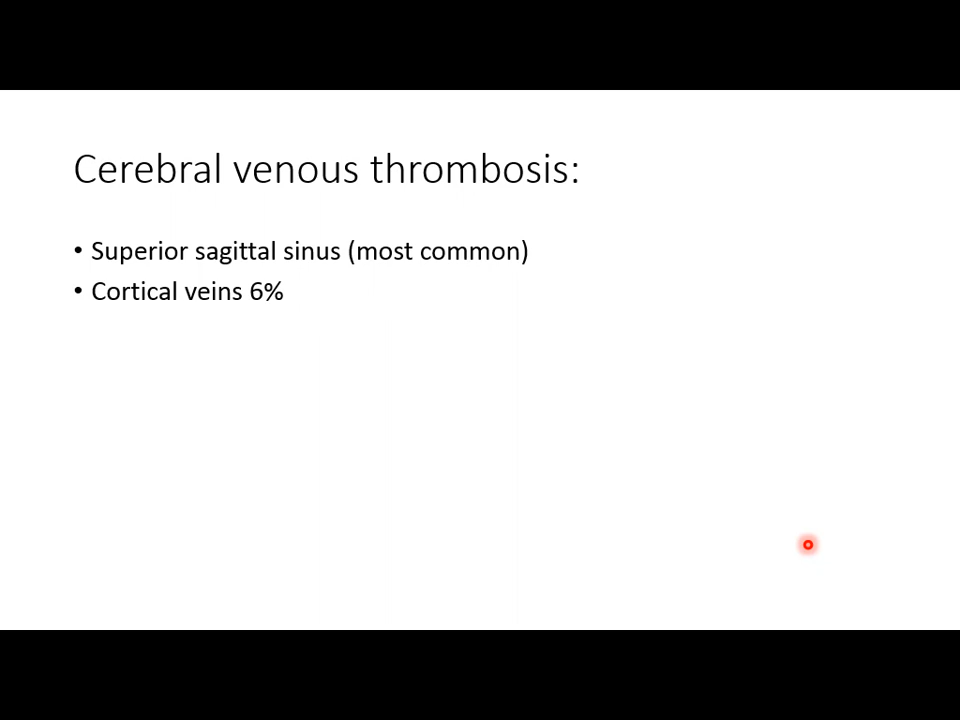 Cerebral venous thrombosis:
• Superior sagittal sinus (most common)
• Cortical veins 6%